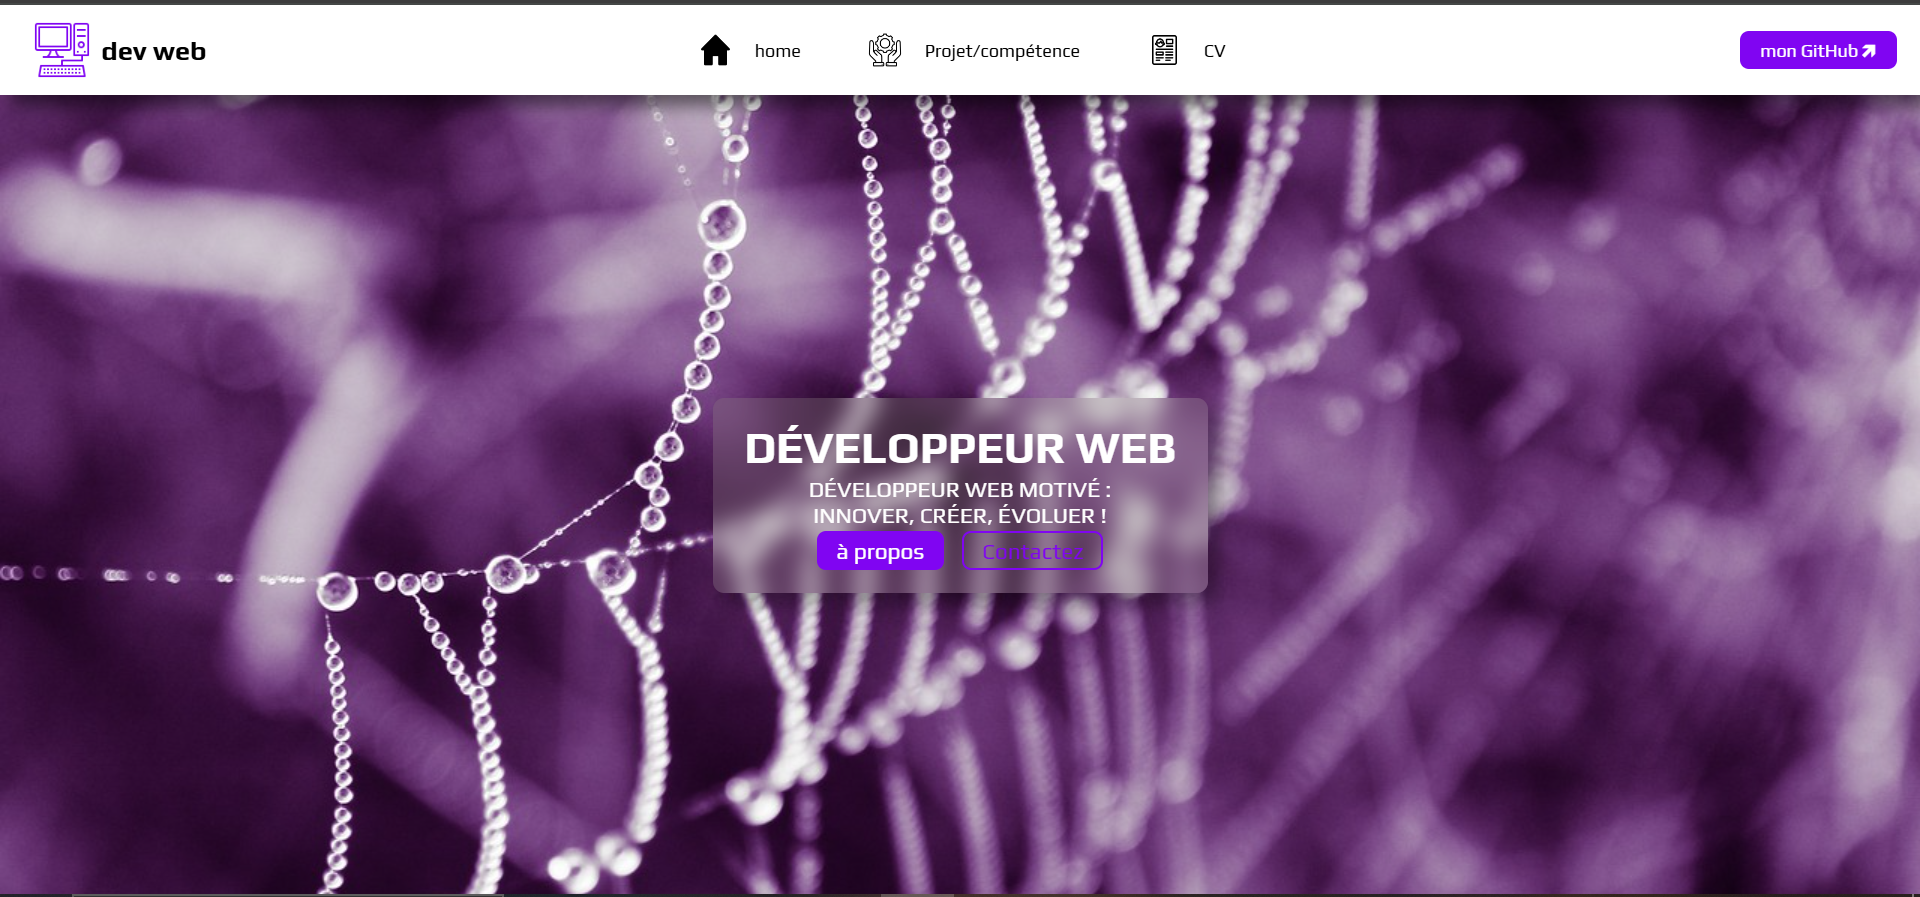 dev web
home
Projet/compétence
CV
mon GitHub
DÉVELOPPEUR WEB
DÉVELOPPEUR WEB MOTIVÉ :
INNOVER, CRÉER, ÉVOLUER !
à propos
Contactez